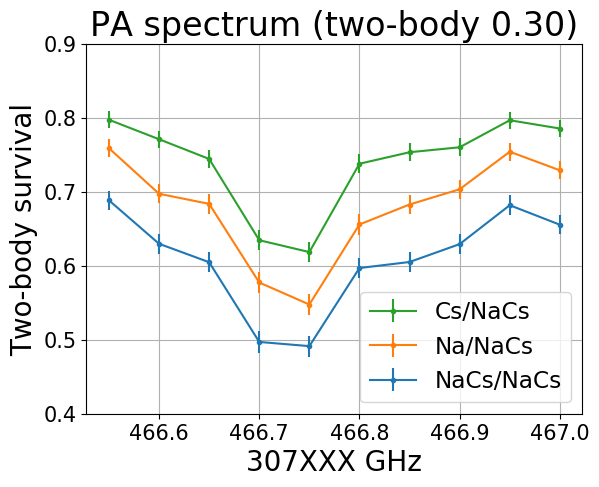 PA spectrum (two-body 0.30)
0.9
0.8
0.7
0.6
0.5
0.4
Two-body survival
Cs/NaCs
Na/NaCs
NaCs/NaCs
466.6 466.7 466.8 466.9 467.0
307XXX GHz